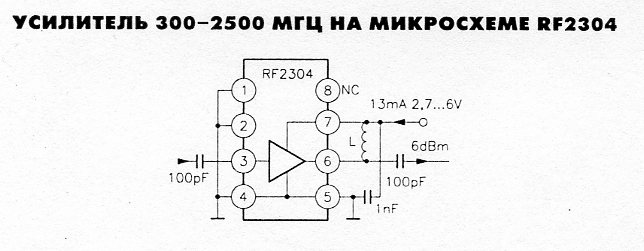 УСИЛИТЕЛЬ 300–2500 МГЦ НА МИКРОСХЕМЕ RF2304
RF2304
1
8 NC
13mA 2,7...6V
2
7
L
6dBm
3
6
100pF
100pF
4
5
1nF